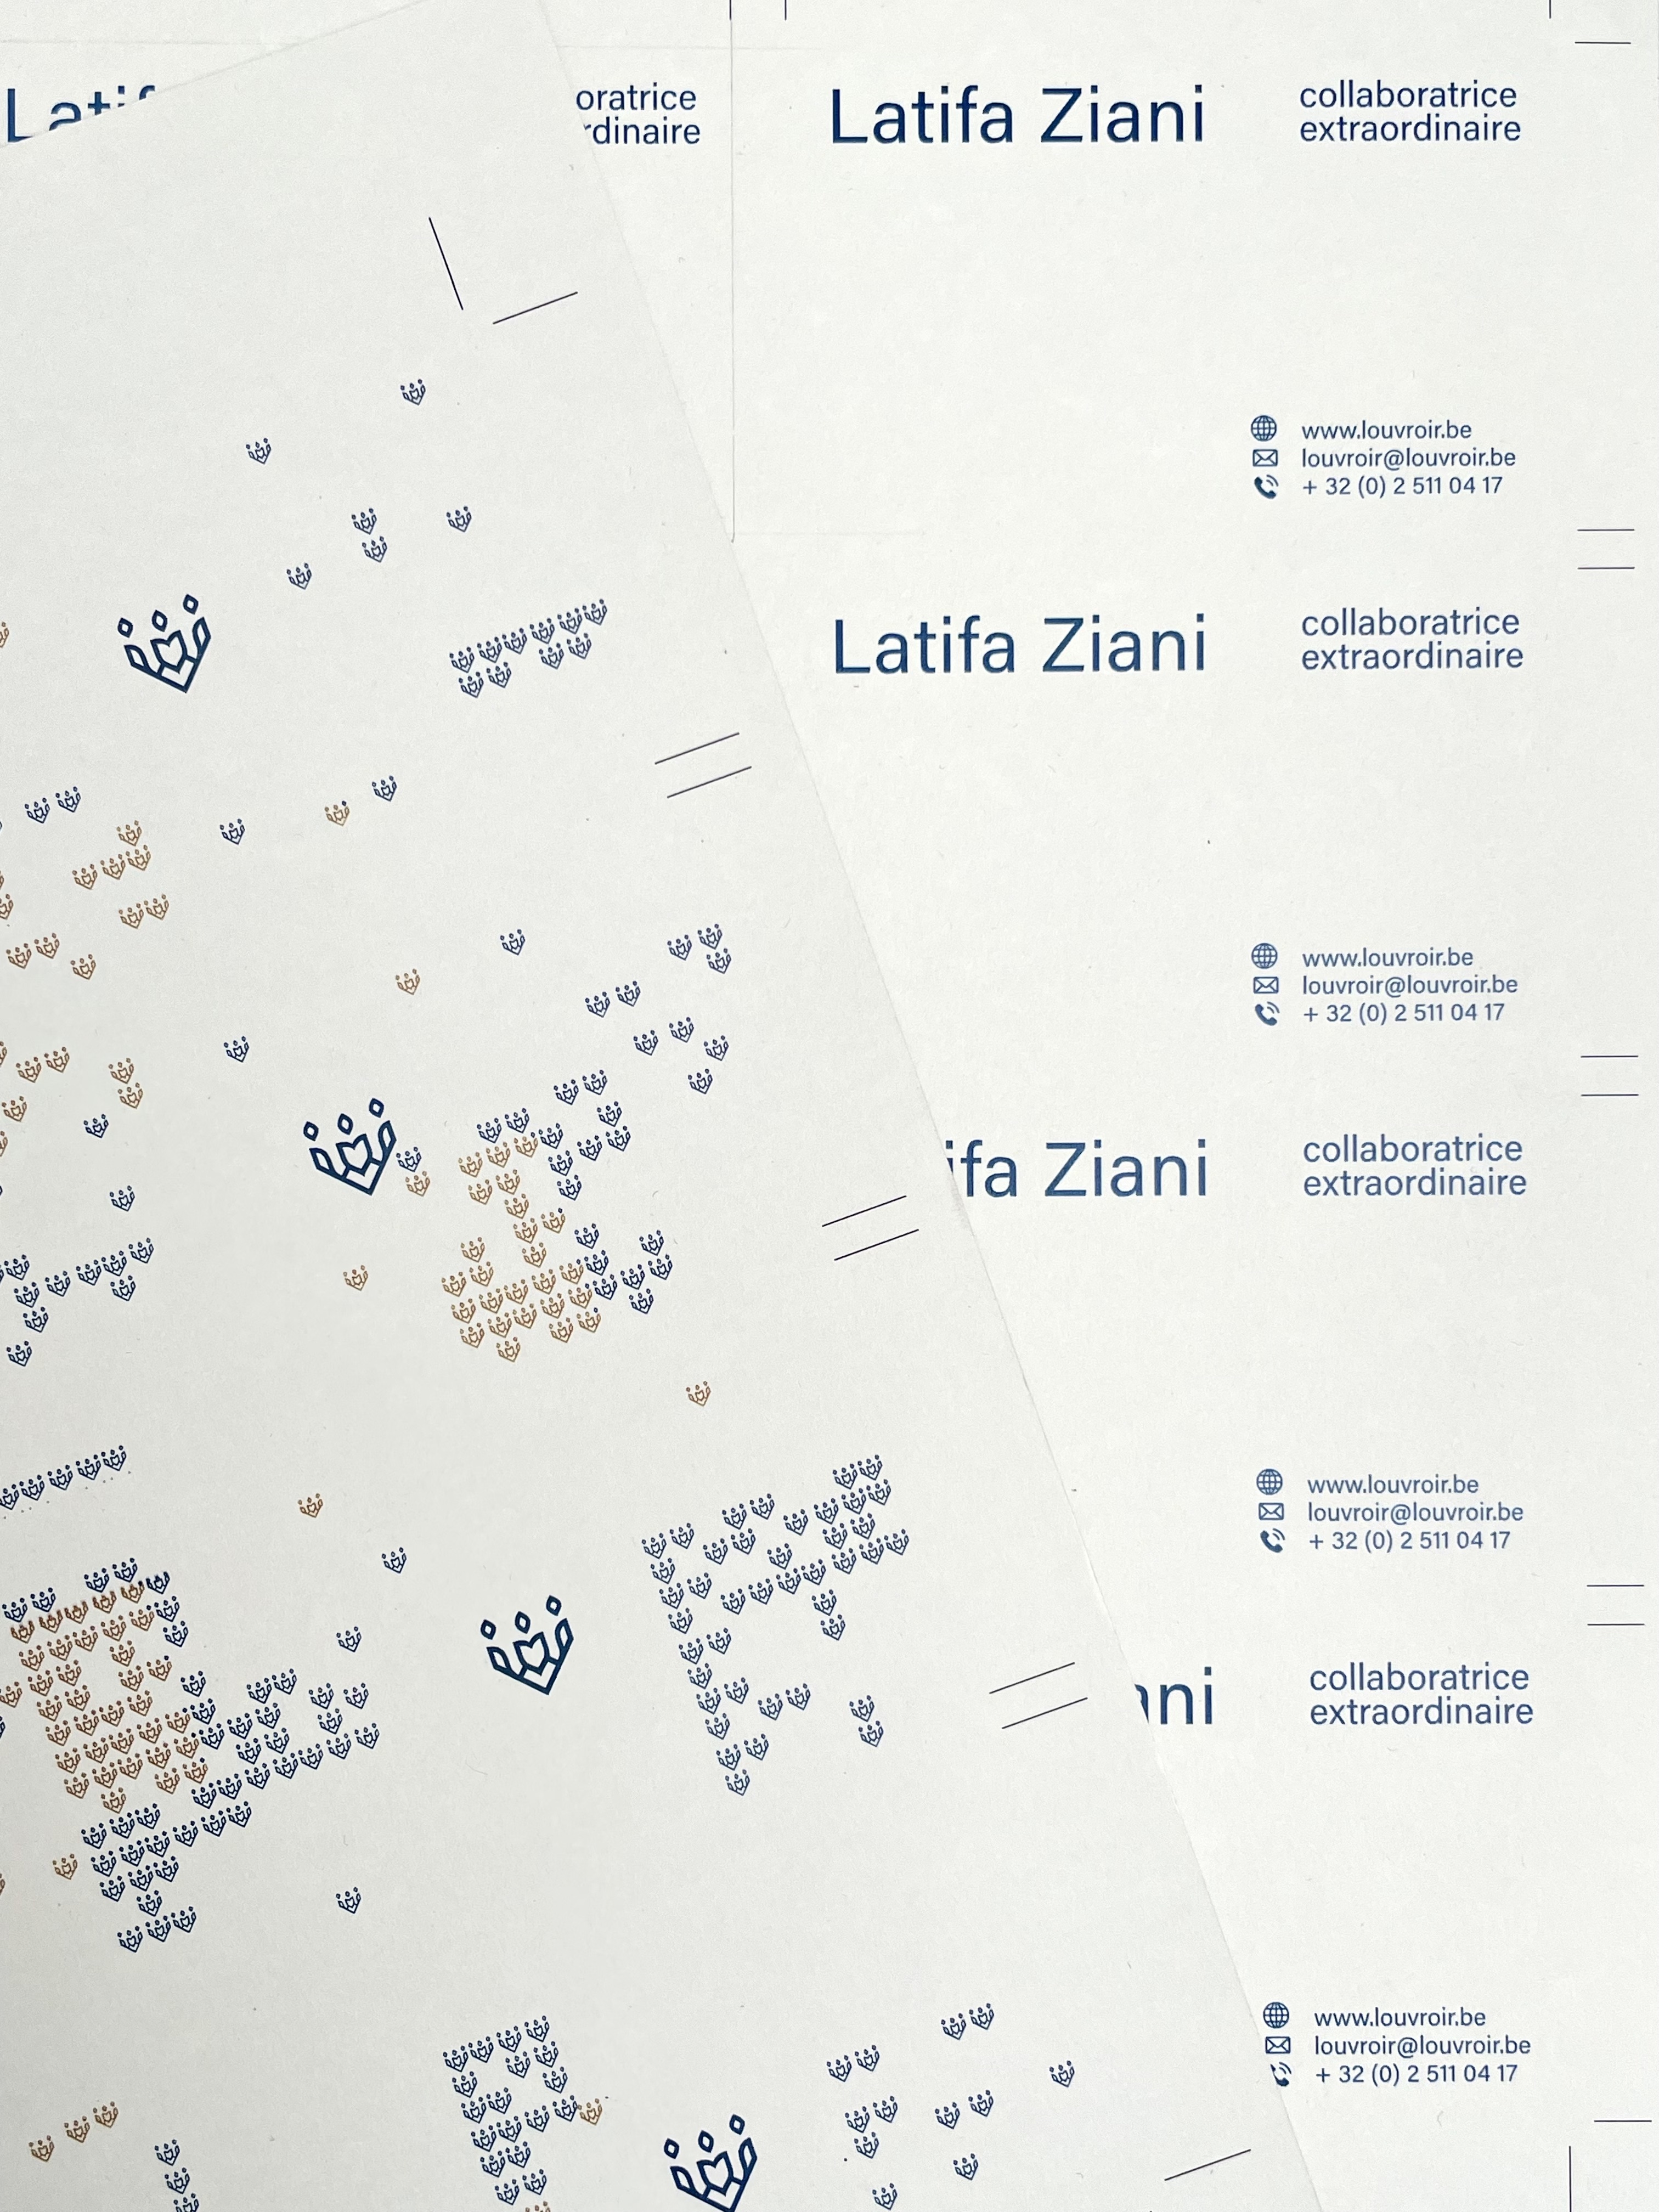 oratrice
dinaire
Latifa Ziani
collaboratrice
extraordinaire
www.louvroir.be
louvroir@louvroir.be
+ 32 (0) 2 511 04 17
Latifa Ziani
collaboratrice
extraordinaire
www.louvroir.be
louvroir@louvroir.be
+ 32 (0) 2 511 04 17
ifa Ziani
collaboratrice
extraordinaire
www.louvroir.be
louvroir@louvroir.be
+ 32 (0) 2 511 04 17
ni
collaboratrice
extraordinaire
www.louvroir.be
louvroir@louvroir.be
+ 32 (0) 2 511 04 17